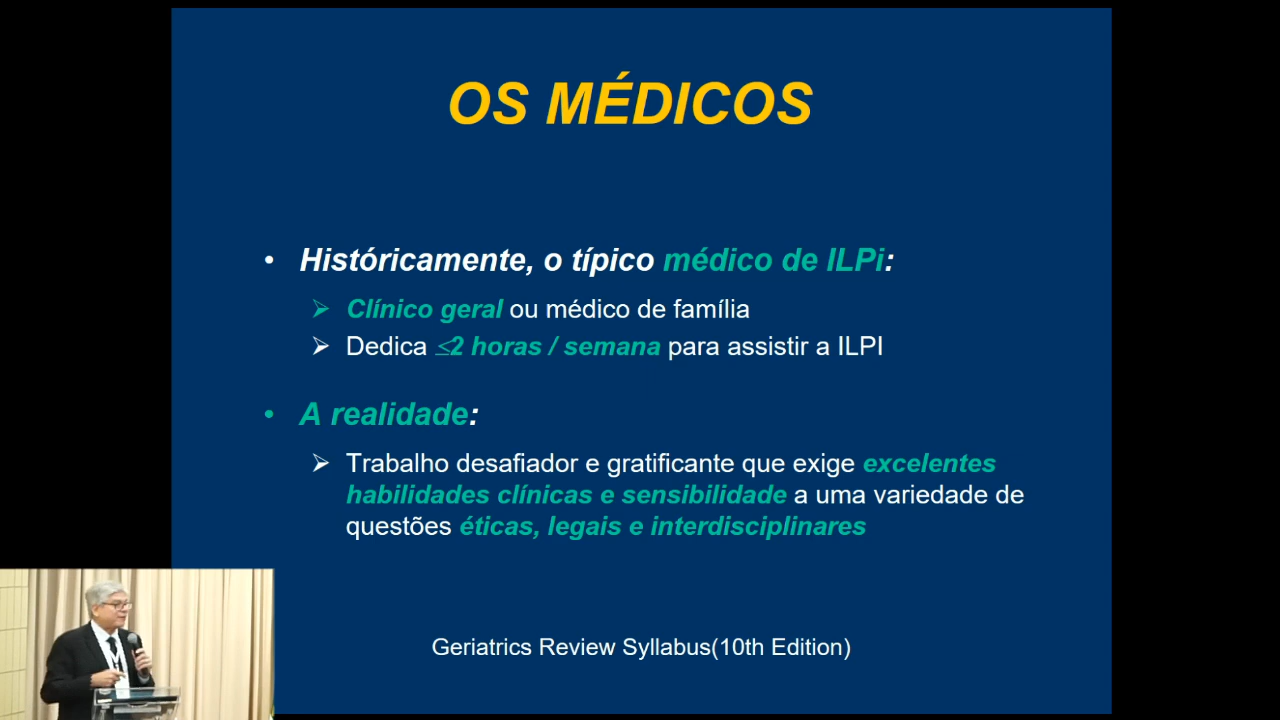 OS MÉDICOS
• Históricamente, o típico médico de ILPi:
➢ Clínico geral ou médico de família
➢ Dedica ≤2 horas / semana para assistir a ILPI
• A realidade:
➢ Trabalho desafiador e gratificante que exige excelentes
habilidades clínicas e sensibilidade a uma variedade de
questões éticas, legais e interdisciplinares
Geriatrics Review Syllabus(10th Edition)